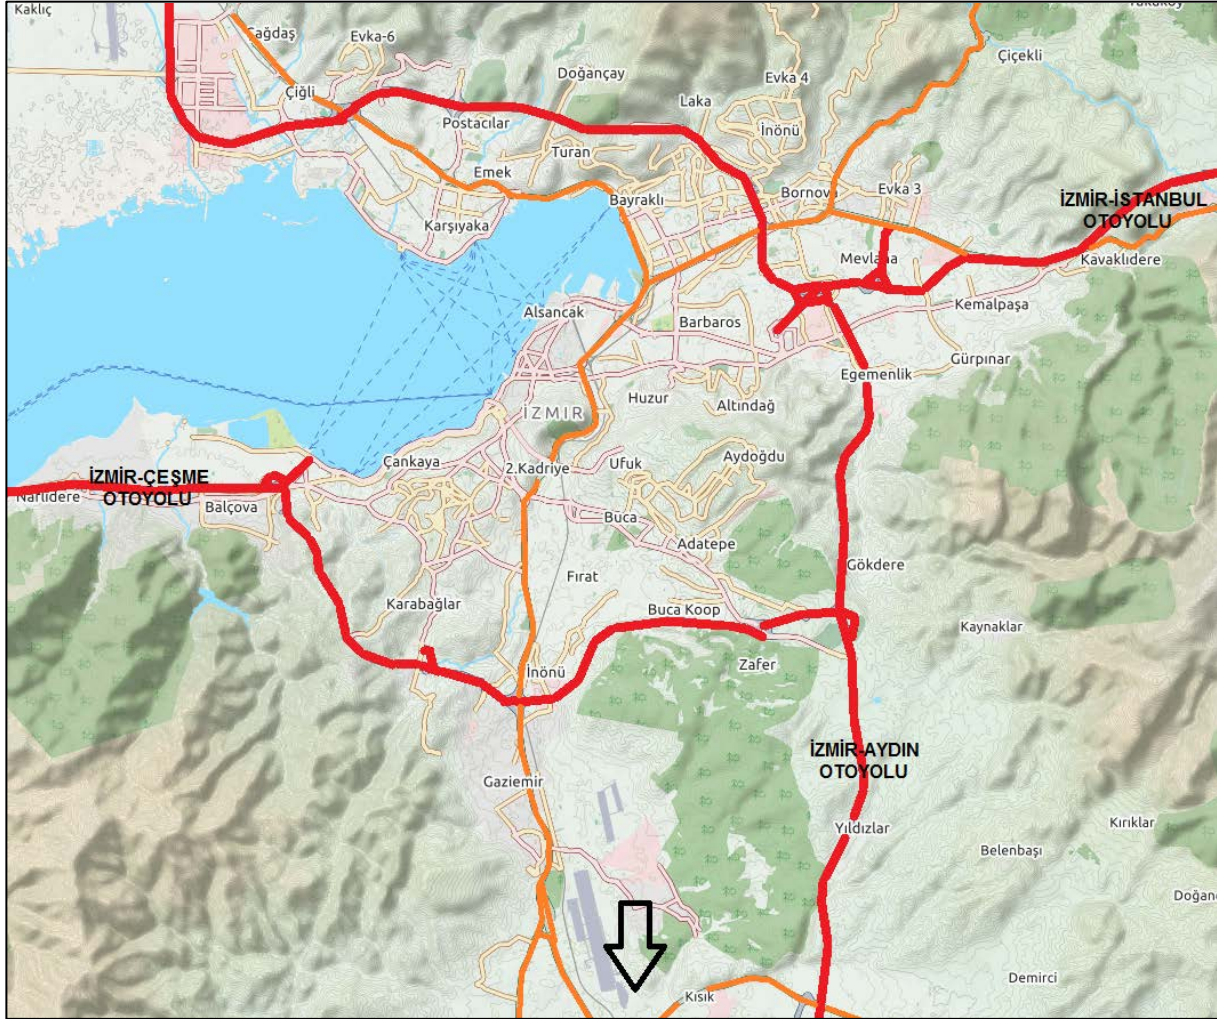 Kaklıç
Çağdaş
Evka-6
Yakaköy
Çiçekli
Doğançay
Evka 4
Çiğli
Laka
Postacılar
İnönü
Turan
Emek
Bornova
Evka 3
Bayraklı
İZMİR-İSTANBUL
OTOYOLU
Karşıyaka
Mevlana
Kavaklıdere
Alsancak
Barbaros
Kemalpaşa
Gürpınar
Egemenlik
Huzur
Altındağ
İZMİR
Çankaya
2.Kadriye
Ufuk
Aydoğdu
İZMİR-ÇEŞME
OTOYOLU
Narlıdere
Balçova
Buca
Adatepe
Gökdere
Fırat
Karabağlar
Buca Koop
Kaynaklar
Zafer
İnönü
İZMİR-AYDIN
OTOYOLU
Gaziemir
Yıldızlar
Kırıklar
Belenbaşı
Doğan
Demirci
Kısık